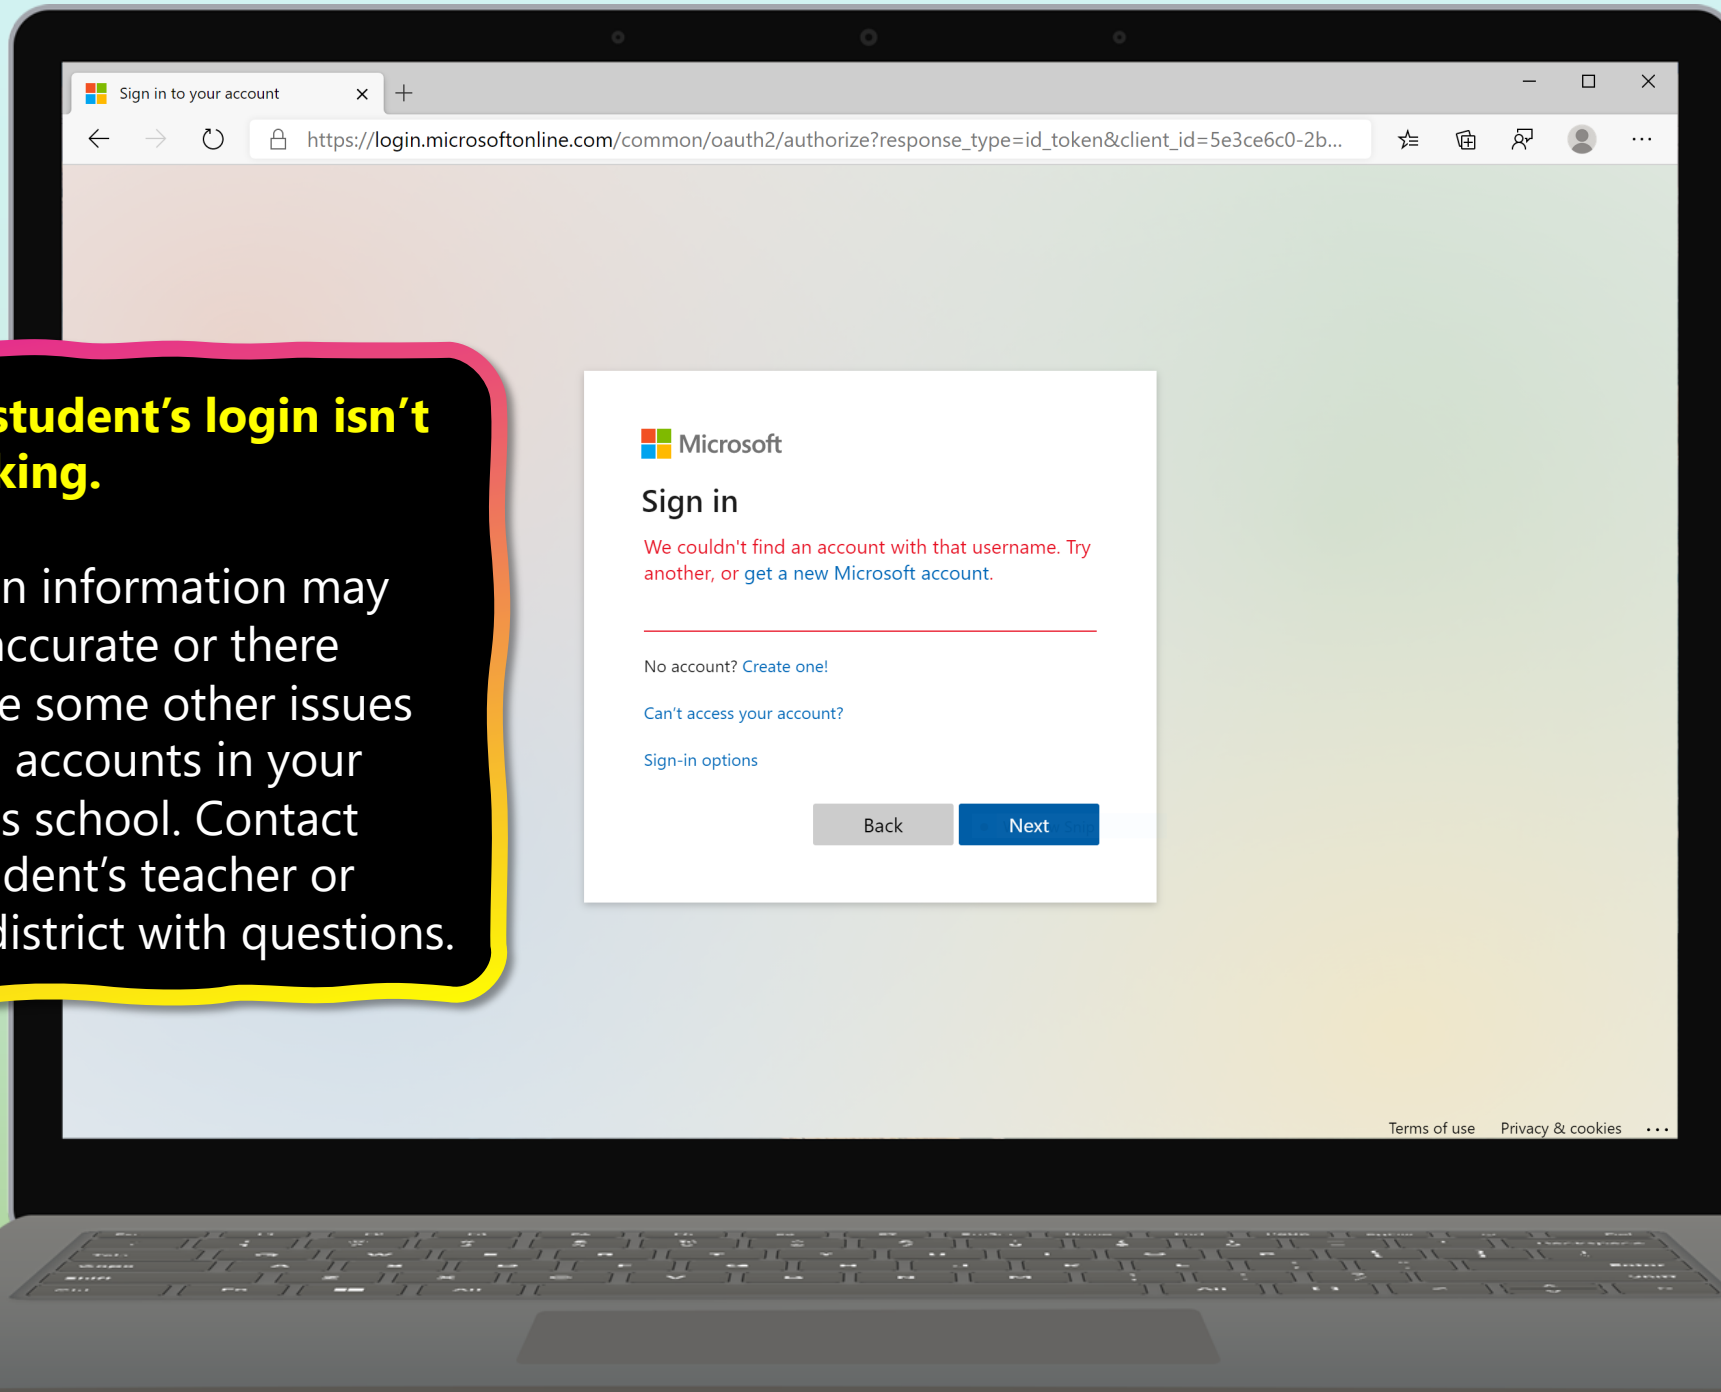 Sign in to your account
https://login.microsoftonline.com/common/oauth2/authorize?response_type=id_token&client_id=5e3ce6c0-2b...
student's login isn't
king.
n information may
accurate or there
e some other issues
accounts in your
s school. Contact
dent's teacher or
district with questions.
Microsoft
Sign in
We couldn't find an account with that username. Try
another, or get a new Microsoft account.
No account? Create one!
Can't access your account?
Sign-in options
Back
Next
Terms of use
Privacy & cookies